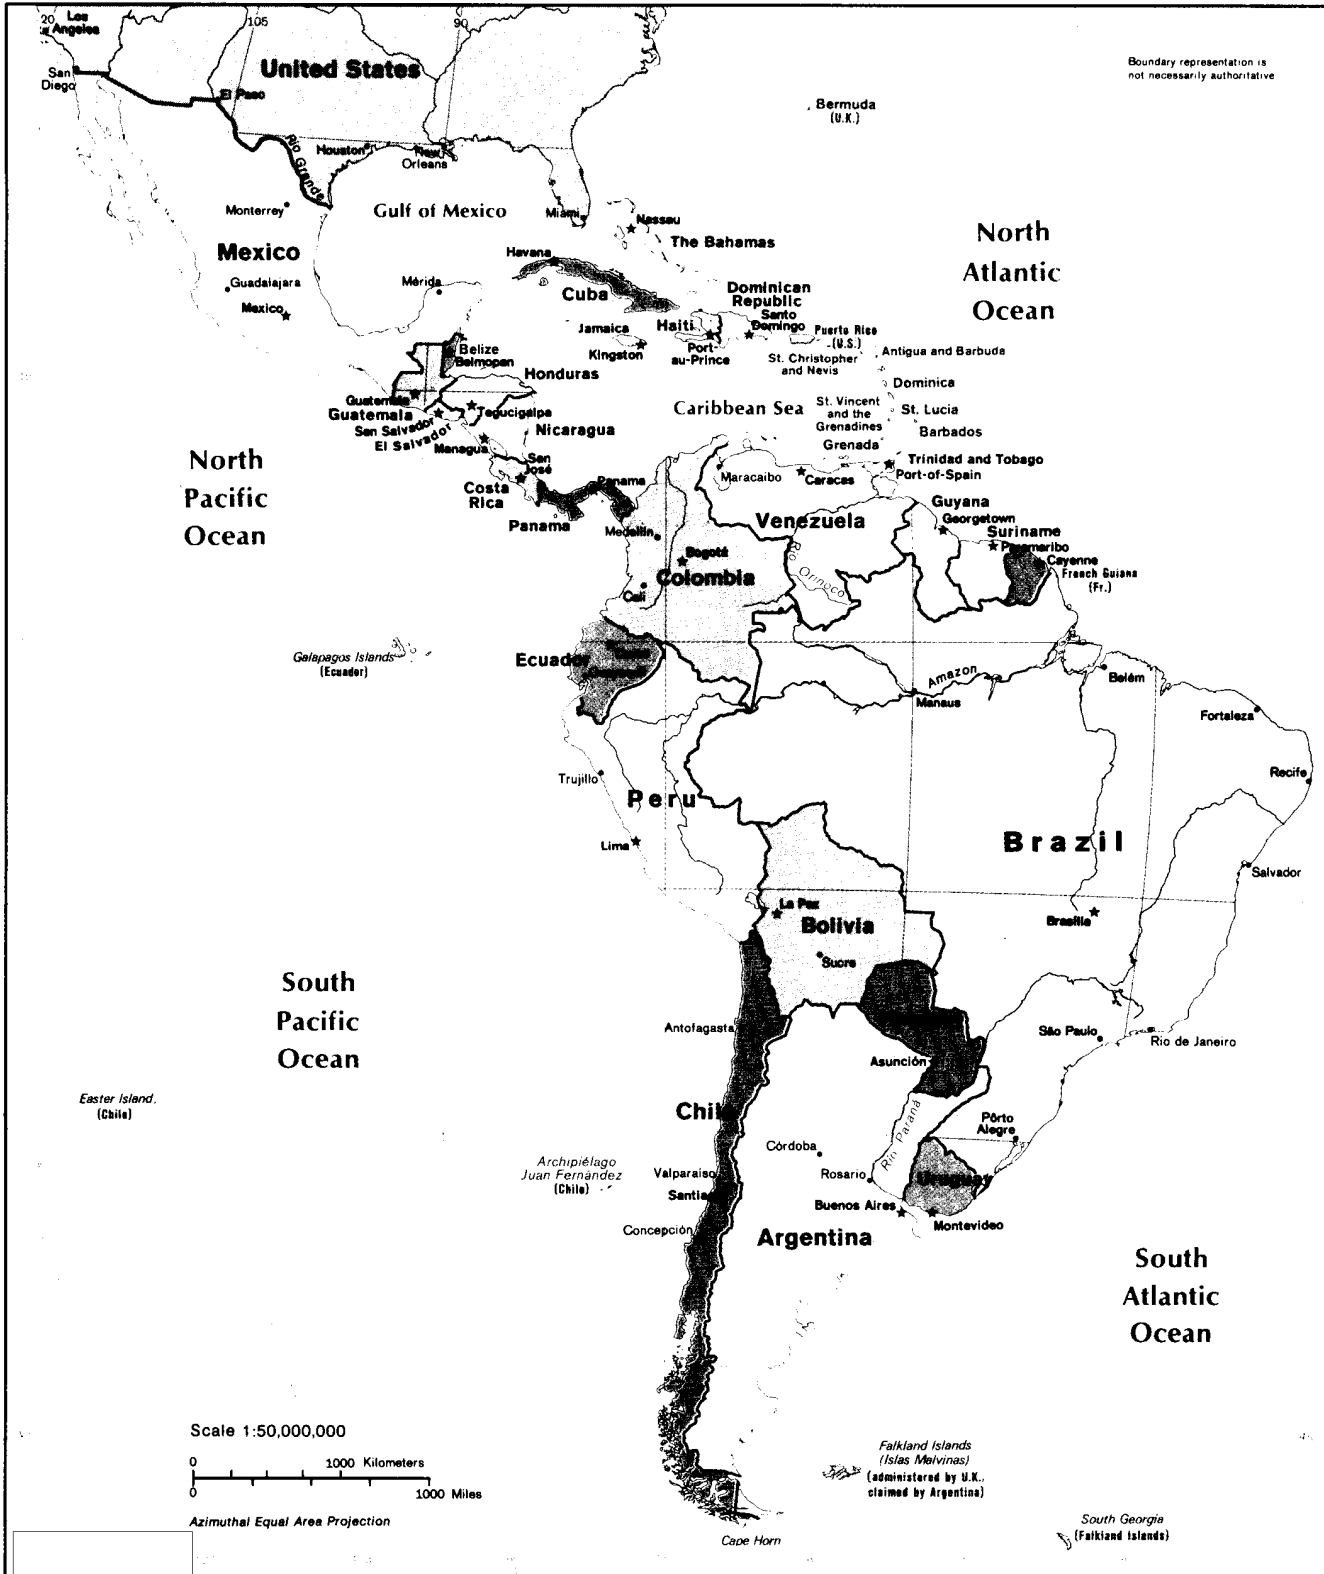 20
Los
Angeles
105
90
San
Diego
United States
El Paso
Boundary representation is
not necessarily authoritative
Bermuda
(U.K.)
Rio Grande
Houston
New
Orleans
Monterrey
Gulf of Mexico
Miami
Nassau
The Bahamas
North
Atlantic
Ocean
Mexico
Guadalajara
Mexico
Mérida
Havana
Cuba
Dominican
Republic
Santo
Domingo
Haiti
Port-
au-Prince
Jamaica
Kingston
Puerto Rico
(U.S.)
St. Christopher
and Nevis
Antigua and Barbuda
Dominica
St. Lucia
Barbados
St. Vincent
and the
Grenadines
Grenada
Trinidad and Tobago
Port-of-Spain
Belize
Belmopan
Honduras
Guatemala
Guatemala
San Salvador
El Salvador
Tegucigalpa
Nicaragua
Managua
San
José
Costa
Rica
Panama
Panama
Caribbean Sea
North
Pacific
Ocean
Maracaibo
Caracas
Venezuela
Rio Orinoco
Guyana
Georgetown
Suriname
Paramaribo
Cayenne
French Guiana
(Fr.)
Medellín
Bogotá
Colombia
Cali
Galapagos Islands
(Ecuador)
Ecuador
Amazon
Manaus
Belém
Fortaleza
Recife
Trujillo
Peru
Lima
Brazil
Salvador
Brasília
La Paz
Bolivia
Sucre
South
Pacific
Ocean
Antofagasta
São Paulo
Rio de Janeiro
Asunción
Easter Island
(Chile)
Chile
Rio Paraná
Pôrto
Alegre
Córdoba
Archipiélago
Juan Fernández
(Chile)
Valparaíso
Santia
Rosario
Uruguay
Buenos Aires
Montevideo
Concepción
Argentina
South
Atlantic
Ocean
Scale 1:50,000,000
0
1000 Kilometers
0
1000 Miles
Azimuthal Equal Area Projection
Falkland Islands
(Islas Malvinas)
(administered by U.K.,
claimed by Argentina)
South Georgia
(Falkland Islands)
Cape Horn